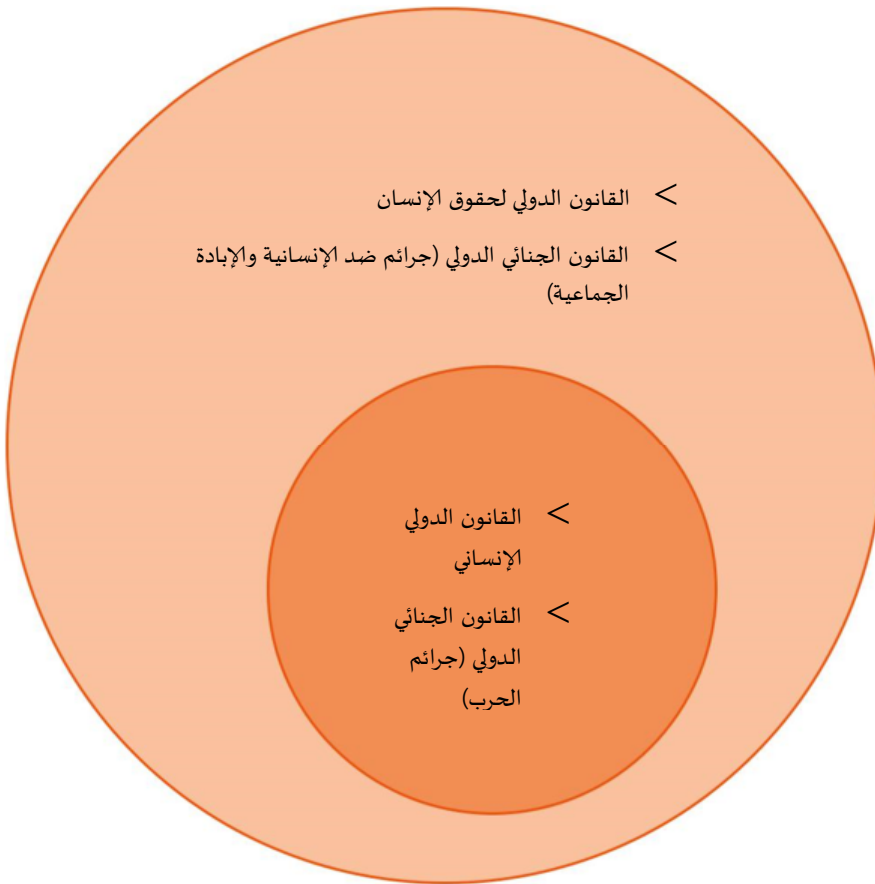 > القانون الدولي لحقوق الإنسان
> القانون الجنائي الدولي (جرائم ضد الإنسانية والإبادة
الجماعية)
> القانون الدولي
الإنساني
> القانون الجنائي
الدولي (جرائم
الحرب)